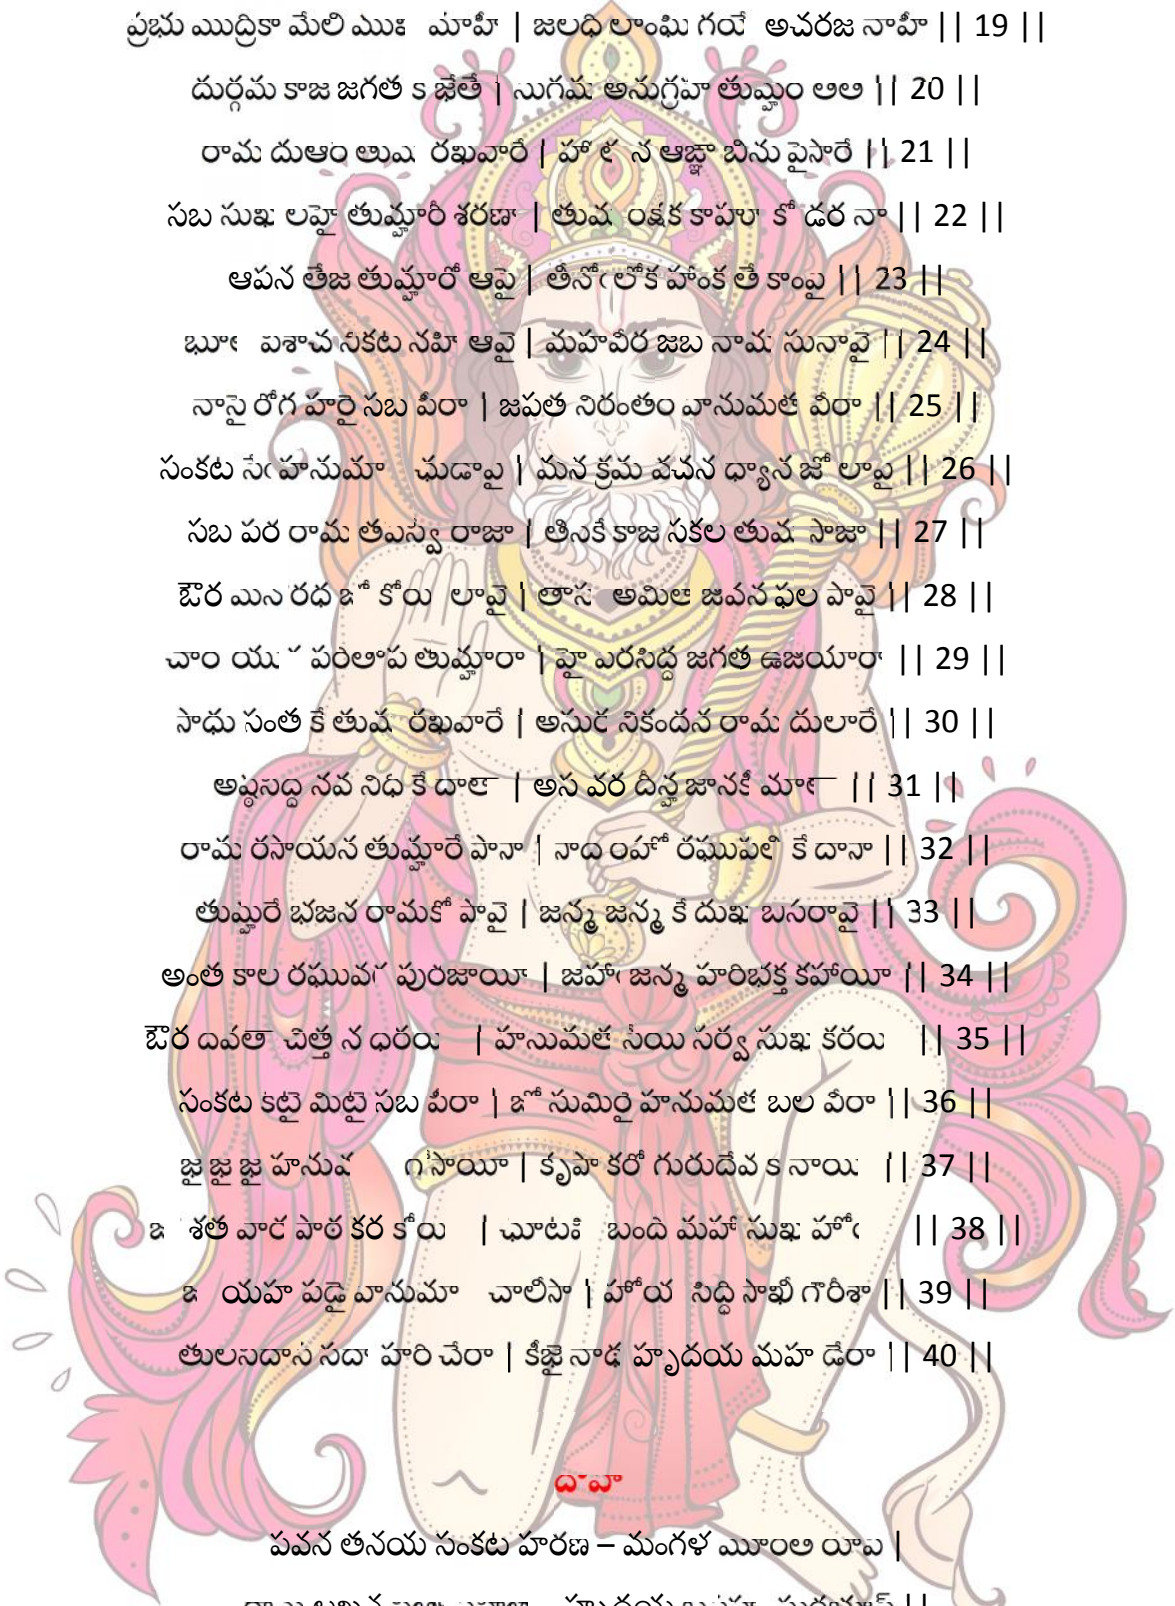 ప్రభు ముద్రికా మేలి ముఖ మాహీ | జలధి లాంఘి గయే అచరజ నాహీ || 19 ||
దుర్గమ కాజ జగత కే జేతే | సుగమ అనుగ్రహ తుమ్హరే తేతే || 20 ||
రామ దుఆరే తుమ రఖవారే | హోత న ఆజ్ఞా బిను పైసారే || 21 ||
సబ సుఖ లహై తుమ్హారీ శరణా | తుమ రక్షక కాహూ కో డర నా || 22 ||
ఆపన తేజ తుమ్హారో ఆపై | తీనోఁ లోక హాంక తే కాంపై || 23 ||
భూత పిశాచ నికట నహి ఆవై | మహవీర జబ నామ సునావై || 24 ||
నాసై రోగ హరై సబ పీరా | జపత నిరంతర హనుమత వీరా || 25 ||
సంకట సేఁ హనుమాన ఛుడావై | మన క్రమ వచన ధ్యాన జో లావై || 26 ||
సబ పర రామ తపస్వీ రాజా | తినకే కాజ సకల తుమ సాజా || 27 ||
ఔర మనోరధ జో కోయి లావై | తాసు అమిత జీవన ఫల పావై || 28 ||
చారో యుగ పరితాప తుమ్హారా | హై పరసిద్ధ జగత ఉజియారా || 29 ||
సాధు సంత కే తుమ రఖవారే | అసుర నికందన రామ దులారే || 30 ||
అష్ఠసిద్ధి నవ నిధి కే దాతా | అస వర దీన్హ జానకీ మాతా || 31 ||
రామ రసాయన తుమ్హారే పాసా | సాద రహో రఘుపతి కే దాసా || 32 ||
తుమ్హరే భజన రామకో పావై | జన్మ జన్మ కే దుఖ బిసరావై || 33 ||
అంత కాల రఘువర పురజాయీ | జహాఁ జన్మ హరిభక్త కహాయీ || 34 ||
ఔర దేవతా చిత్త న ధరయీ | హనుమత సేయి సర్వ సుఖ కరయీ || 35 ||
సంకట కటై మిటై సబ పీరా | జో సుమిరై హనుమత బల వీరా || 36 ||
జై జై జై హనుమాన గోసాయీ | కృపా కరో గురుదేవ కీ నాయీ || 37 ||
జో శత వార పాఠ కర కోయీ | ఛూటహి బంది మహా సుఖ హోయీ || 38 ||
జో యహ పడై హనుమాన చాలీసా | హోయ సిద్ధి సాఖీ గౌరీశా || 39 ||
తులసీదాస సదా హరి చేరా | కీజై నాథ హృదయ మహ డేరా || 40 ||
దోహా
పవన తనయ సంకట హరణ – మంగళ మూరతి రూప |